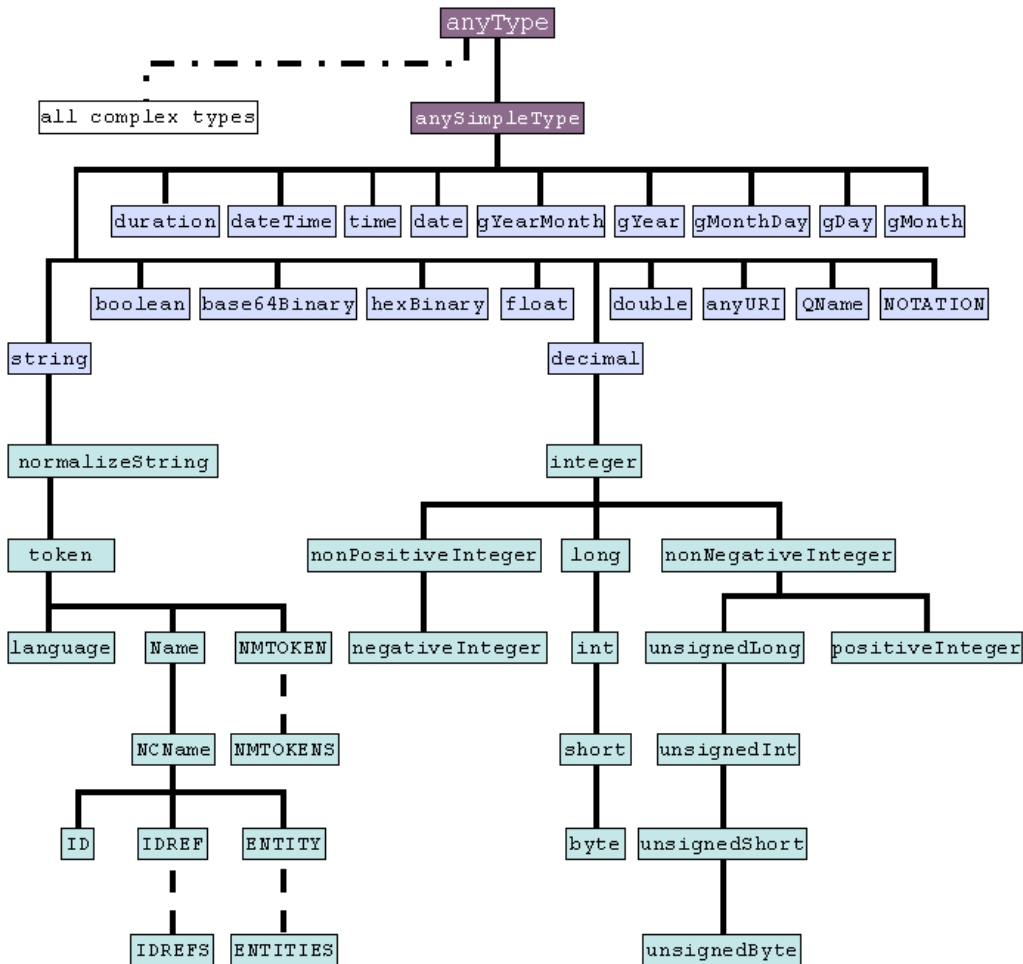 anyType
all complex types
anySimpleType
duration dateTime time date gYearMonth gYear gMonthDay gDay gMonth
boolean base64Binary hexBinary float double anyURI QName NOTATION
string decimal
normalizeString integer
token nonPositiveInteger long nonNegativeInteger
language Name NMTOKEN negativeInteger int unsignedLong positiveInteger
NCName NMTOKENS short unsignedInt
ID IDREF ENTITY byte unsignedShort
IDREFS ENTITIES unsignedByte